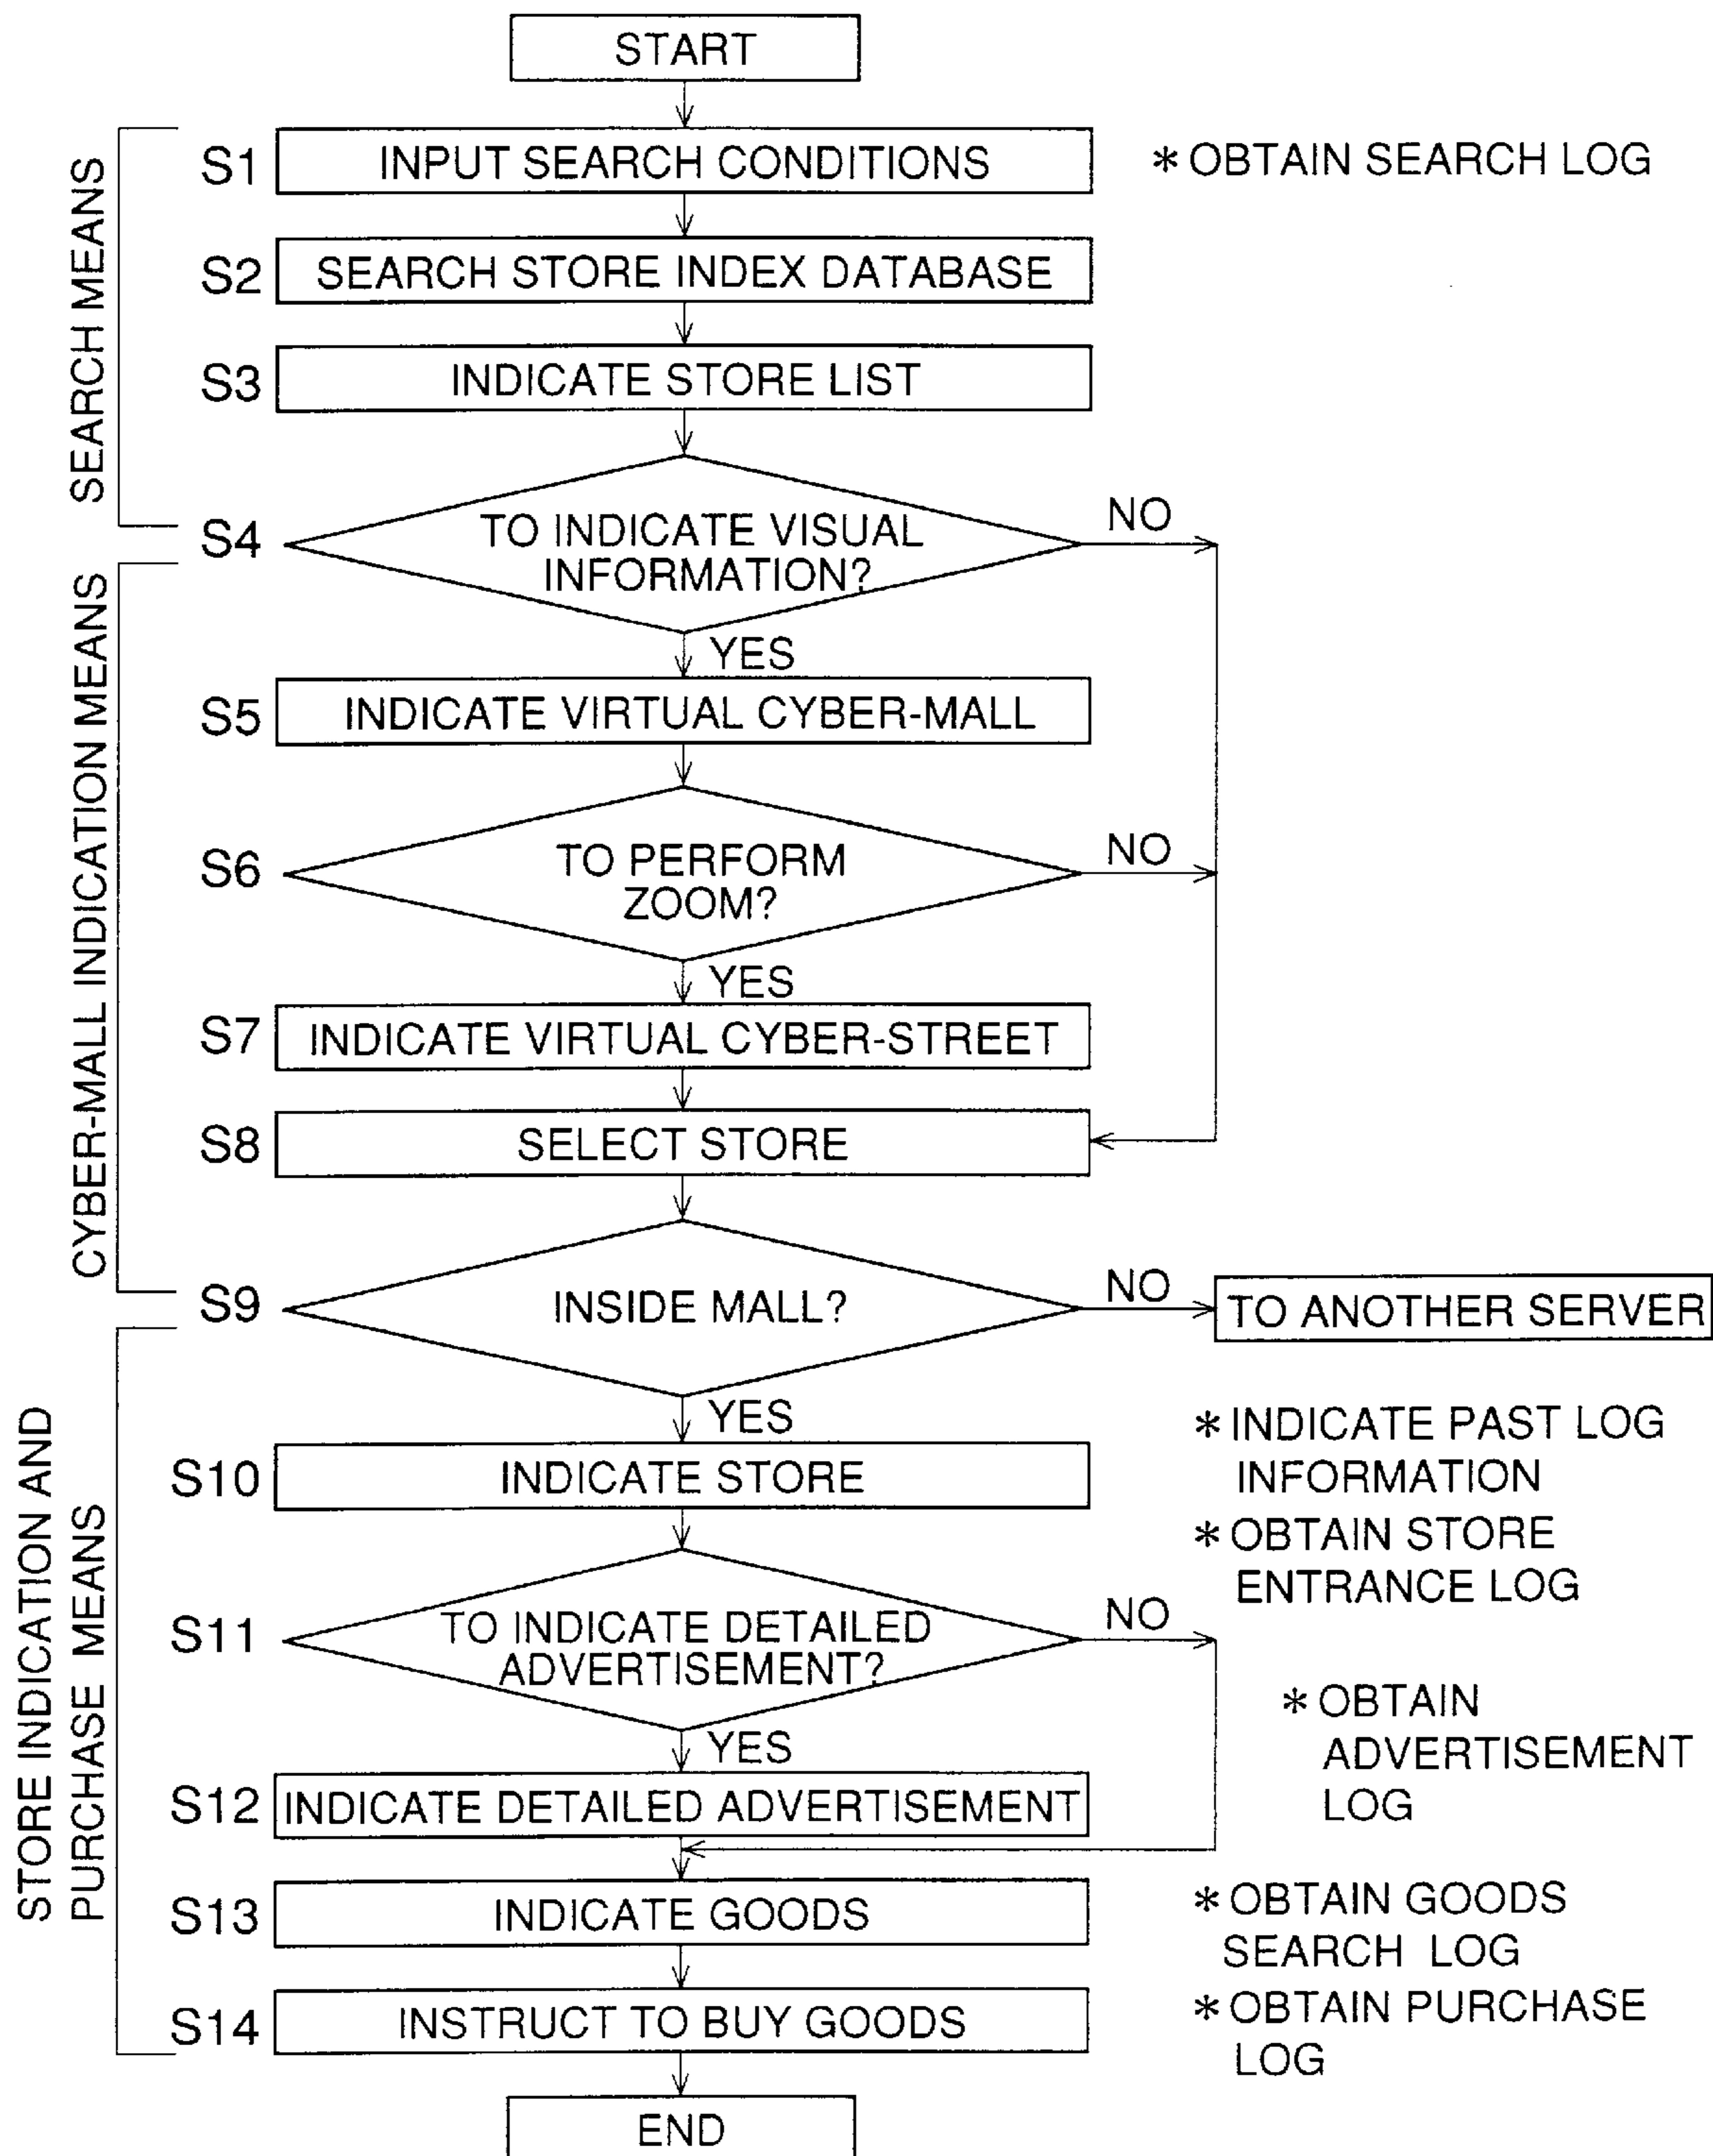 START
SEARCH MEANS
S1
INPUT SEARCH CONDITIONS
* OBTAIN SEARCH LOG
S2
SEARCH STORE INDEX DATABASE
S3
INDICATE STORE LIST
S4
TO INDICATE VISUAL
INFORMATION?
NO
YES
CYBER-MALL INDICATION MEANS
S5
INDICATE VIRTUAL CYBER-MALL
S6
TO PERFORM
ZOOM?
NO
YES
S7
INDICATE VIRTUAL CYBER-STREET
S8
SELECT STORE
S9
INSIDE MALL?
NO
TO ANOTHER SERVER
YES
STORE INDICATION AND
PURCHASE MEANS
S10
INDICATE STORE
* INDICATE PAST LOG
INFORMATION
* OBTAIN STORE
ENTRANCE LOG
S11
TO INDICATE DETAILED
ADVERTISEMENT?
NO
YES
* OBTAIN
ADVERTISEMENT
LOG
S12
INDICATE DETAILED ADVERTISEMENT
S13
INDICATE GOODS
* OBTAIN GOODS
SEARCH LOG
S14
INSTRUCT TO BUY GOODS
* OBTAIN PURCHASE
LOG
END